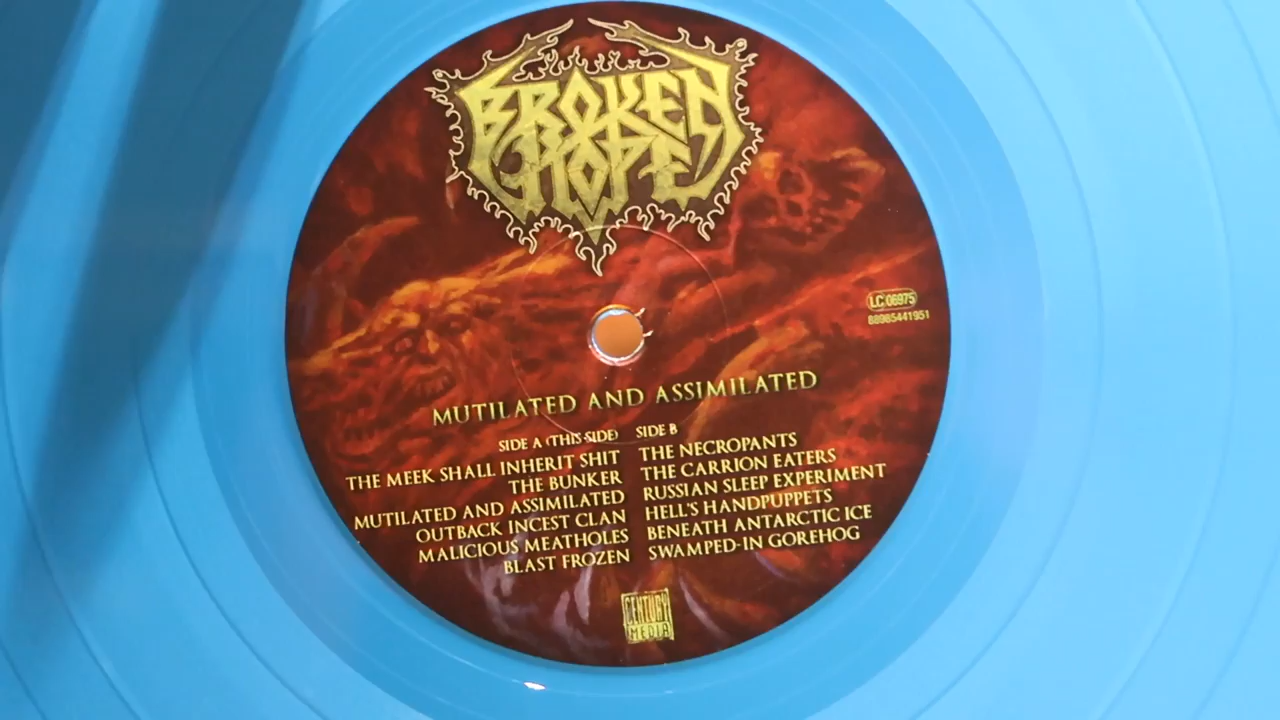 BROKEN
HOPE
LC 06975
88985441951
MUTILATED AND ASSIMILATED
SIDE A (THIS SIDE)
THE MEEK SHALL INHERIT SHIT
THE BUNKER
MUTILATED AND ASSIMILATED
OUTBACK INCEST CLAN
MALICIOUS MEATHOLES
BLAST FROZEN
SIDE B
THE NECROPANTS
THE CARRION EATERS
RUSSIAN SLEEP EXPERIMENT
HELL'S HANDPUPPETS
BENEATH ANTARCTIC ICE
SWAMPED-IN GOREHOG
CENTURY
MEDIA